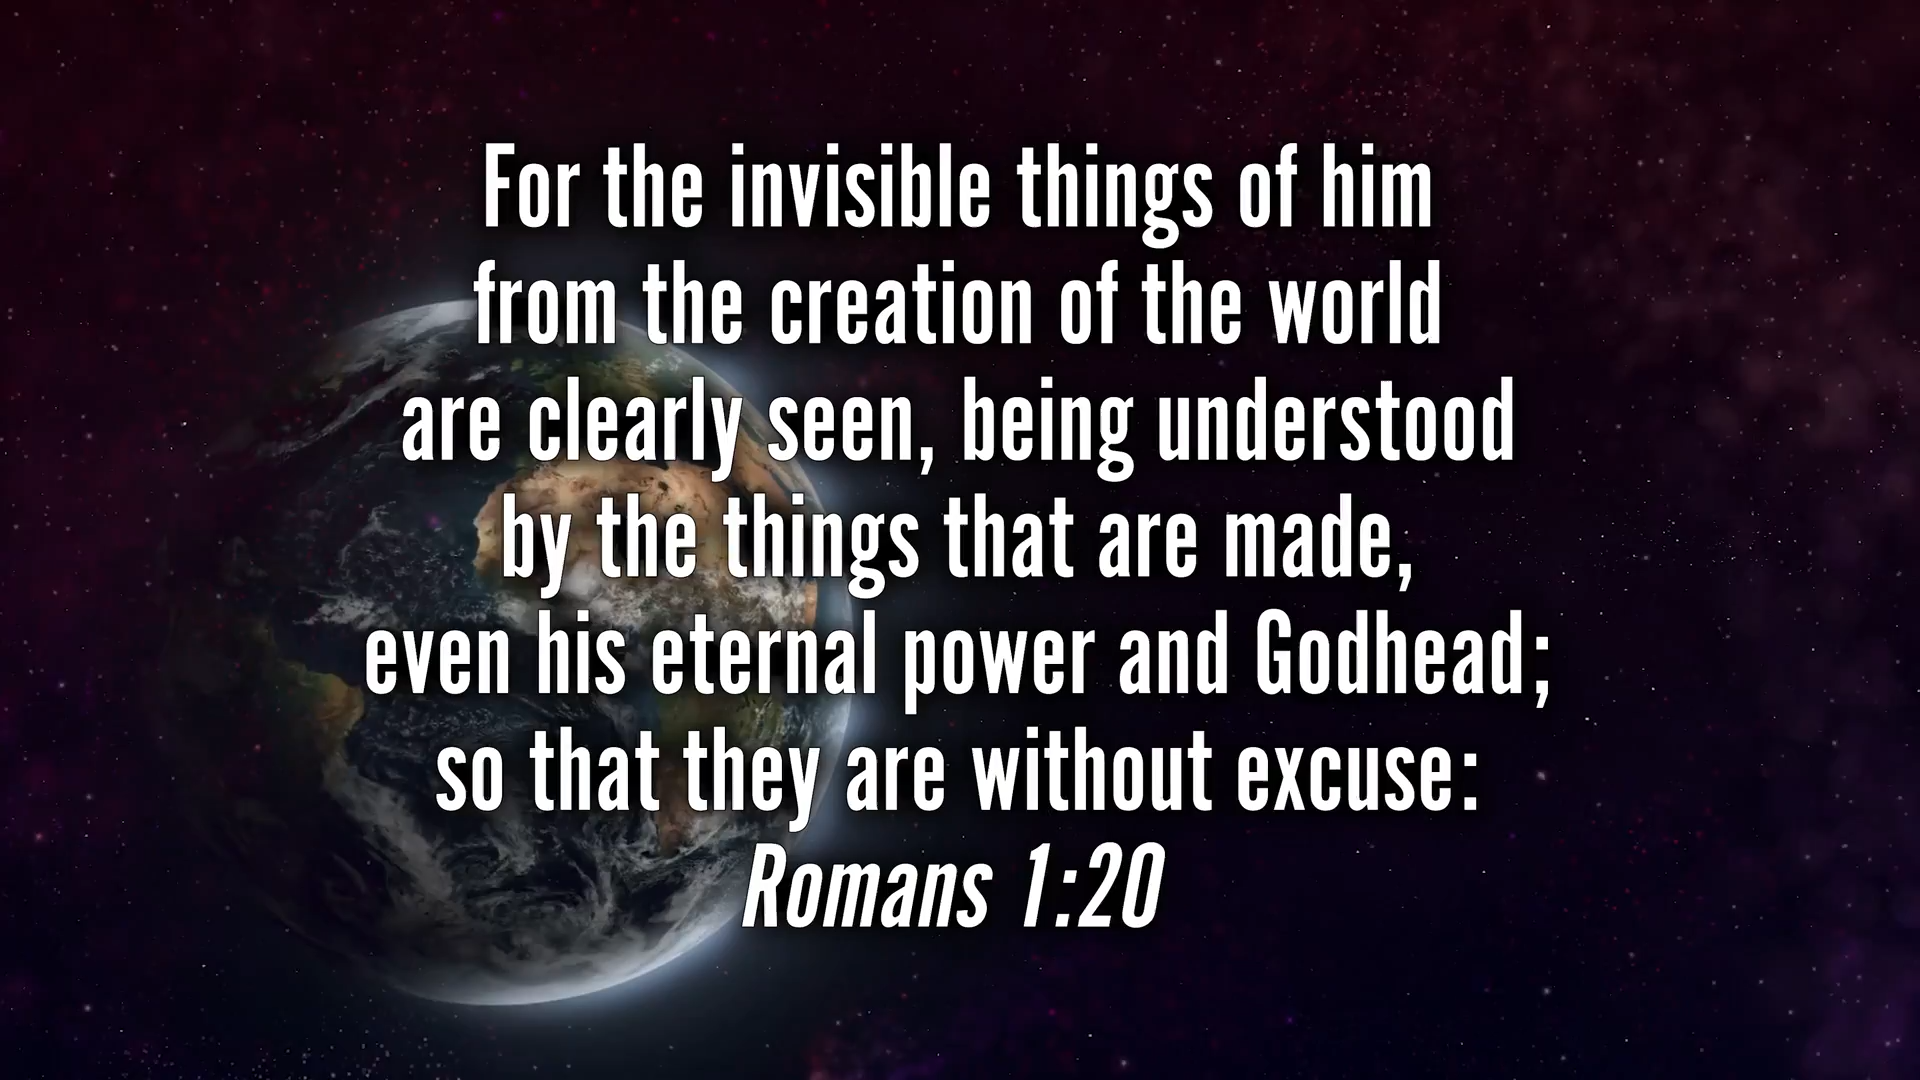 For the invisible things of him
from the creation of the world
are clearly seen, being understood
by the things that are made,
even his eternal power and Godhead;
so that they are without excuse:
Romans 1:20